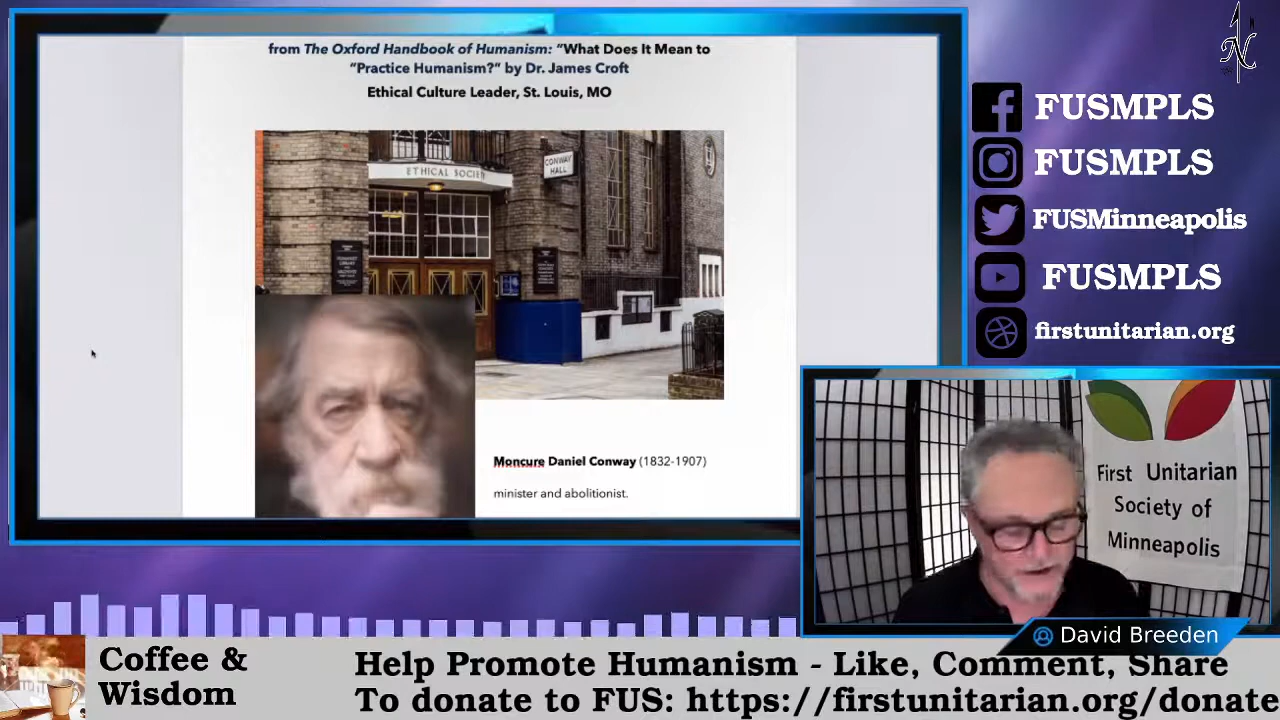 from The Oxford Handbook of Humanism: “What Does It Mean to
“Practice Humanism?” by Dr. James Croft
Ethical Culture Leader, St. Louis, MO
ETHICAL SOCIETY
CONWAY
HALL
Moncure Daniel Conway (1832-1907)
minister and abolitionist.
FUSMPLS
FUSMPLS
FUSMinneapolis
FUSMPLS
firstunitarian.org
First Unitarian
Society of
Minneapolis
David Breeden
Coffee &
Wisdom
Help Promote Humanism - Like, Comment, Share
To donate to FUS: https://firstunitarian.org/donate